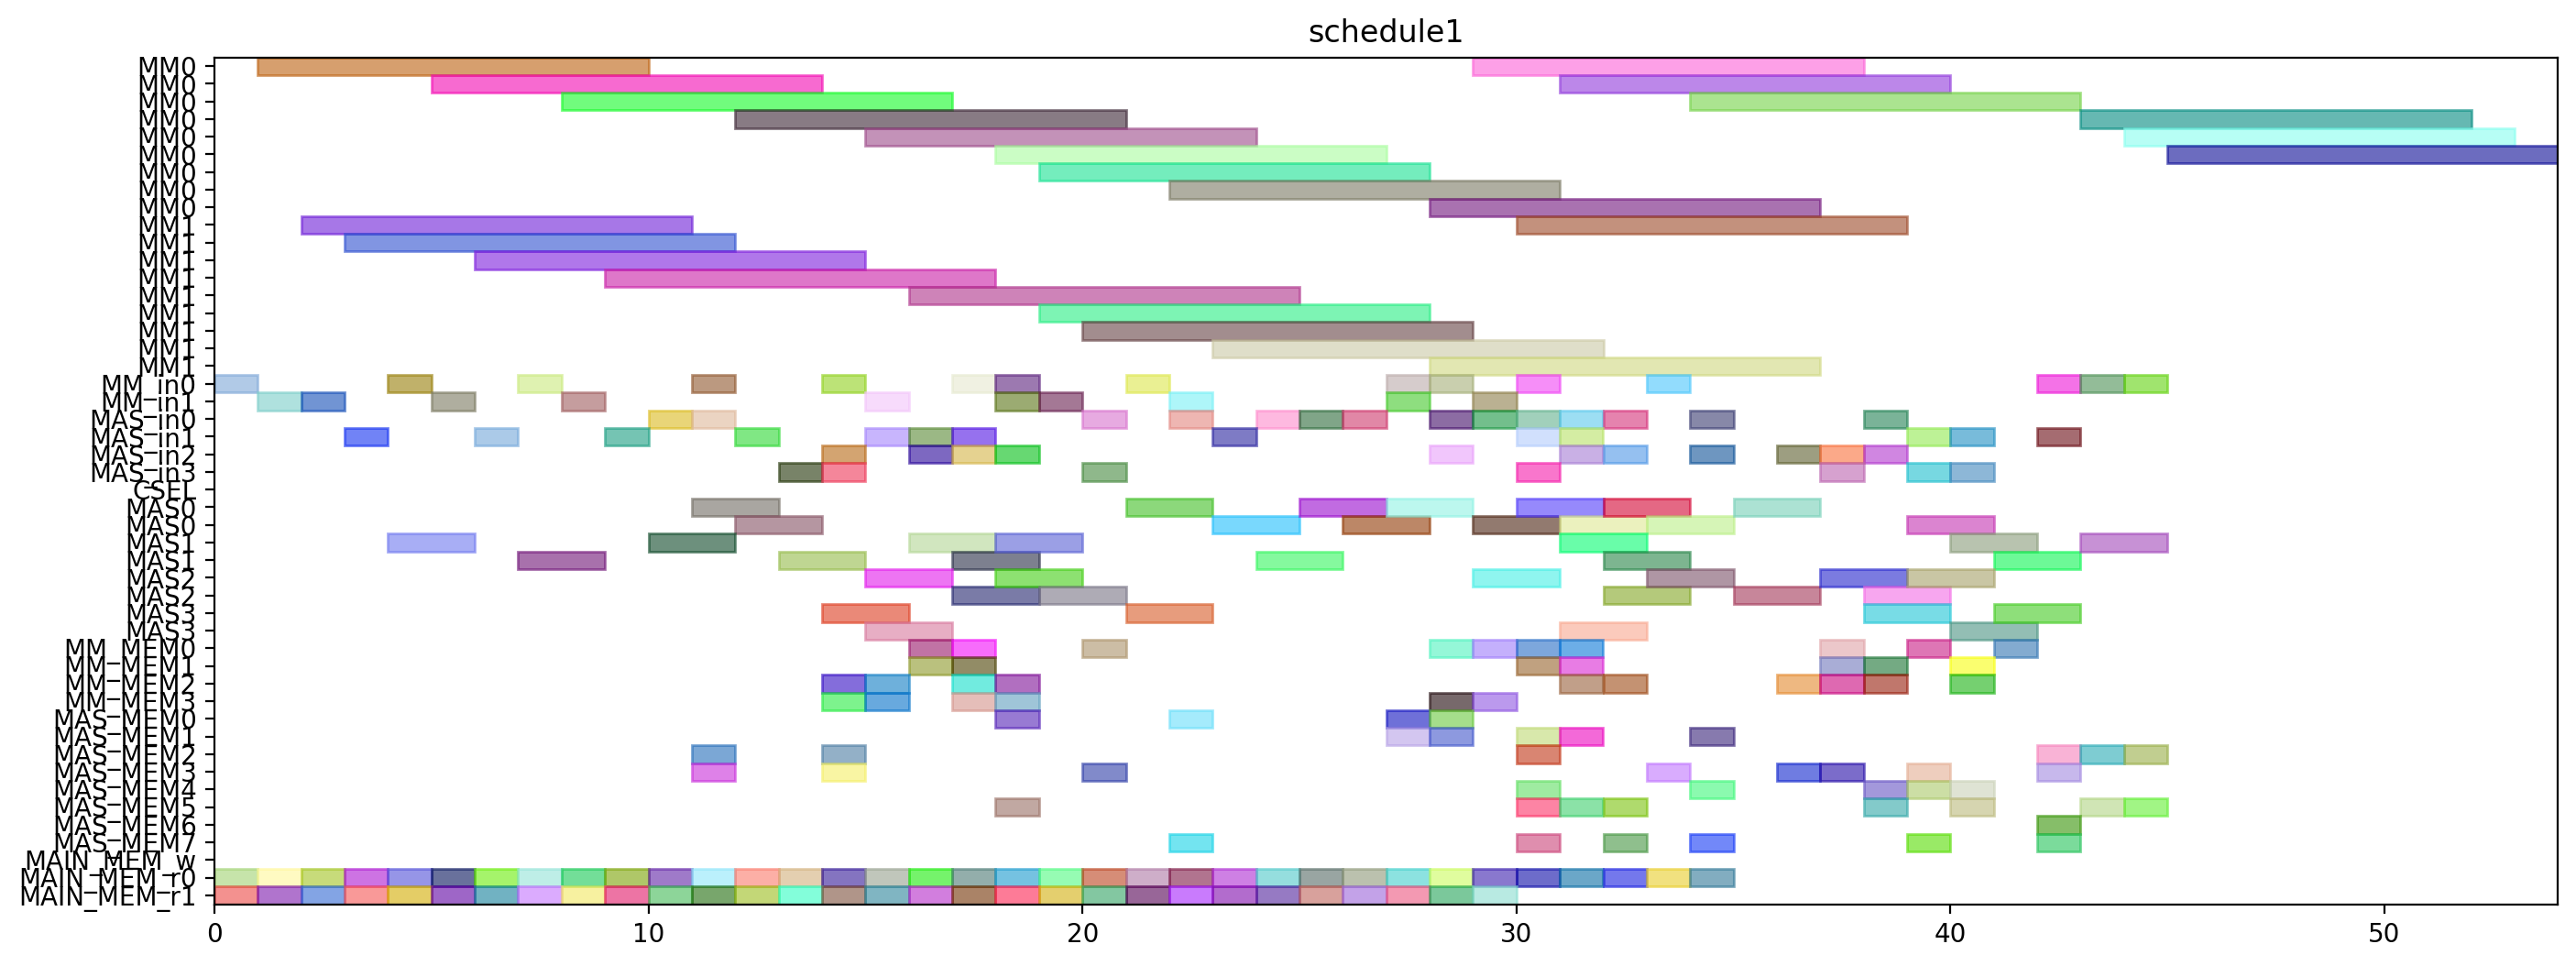 schedule1
MM0
MM0
MM0
MM0
MM0
MM0
MM0
MM0
MM0
MM1
MM1
MM1
MM1
MM1
MM1
MM1
MM1
MM1
MM_in0
MM_in1
MAS_in0
MAS_in1
MAS_in2
MAS_in3
CSEL
MAS0
MAS0
MAS1
MAS1
MAS2
MAS2
MAS3
MAS3
MM_MEM0
MM_MEM1
MM_MEM2
MM_MEM3
MAS_MEM0
MAS_MEM1
MAS_MEM2
MAS_MEM3
MAS_MEM4
MAS_MEM5
MAS_MEM6
MAS_MEM7
MAIN_MEM_w
MAIN_MEM_r0
MAIN_MEM_r1
0 10 20 30 40 50